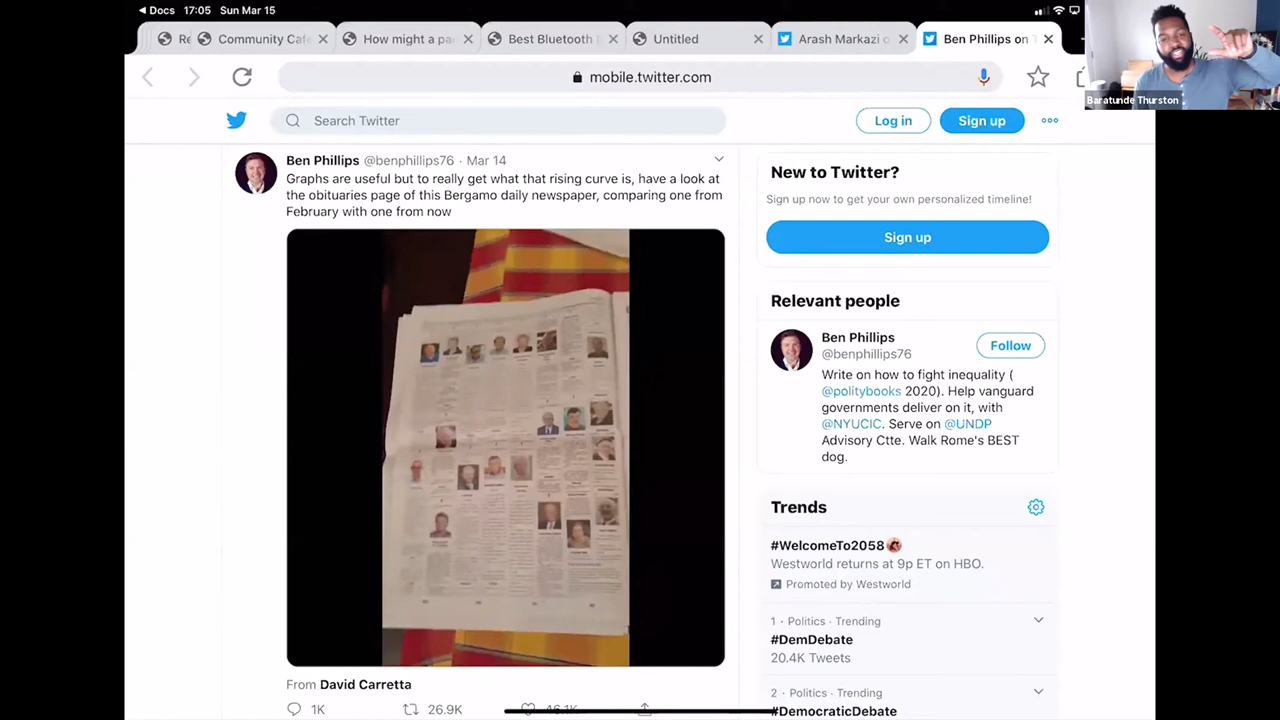 Docs 17:05 Sun Mar 15
Re
Community Caf
How might a pa
Best Bluetooth
Untitled
Arash Markazi o
Ben Phillips on T
mobile.twitter.com
Baratunde Thurston
Search Twitter
Log in
Sign up
Ben Phillips @benphillips76 · Mar 14
Graphs are useful but to really get what that rising curve is, have a look at
the obituaries page of this Bergamo daily newspaper, comparing one from
February with one from now
From David Carretta
1K
26.9K
46.1K
New to Twitter?
Sign up now to get your own personalized timeline!
Sign up
Relevant people
Ben Phillips
@benphillips76
Follow
Write on how to fight inequality (
@politybooks 2020). Help vanguard
governments deliver on it, with
@NYUCIC. Serve on @UNDP
Advisory Ctte. Walk Rome's BEST
dog.
Trends
#WelcomeTo2058
Westworld returns at 9p ET on HBO.
Promoted by Westworld
1 · Politics · Trending
#DemDebate
20.4K Tweets
2 · Politics · Trending
#DemocraticDebate